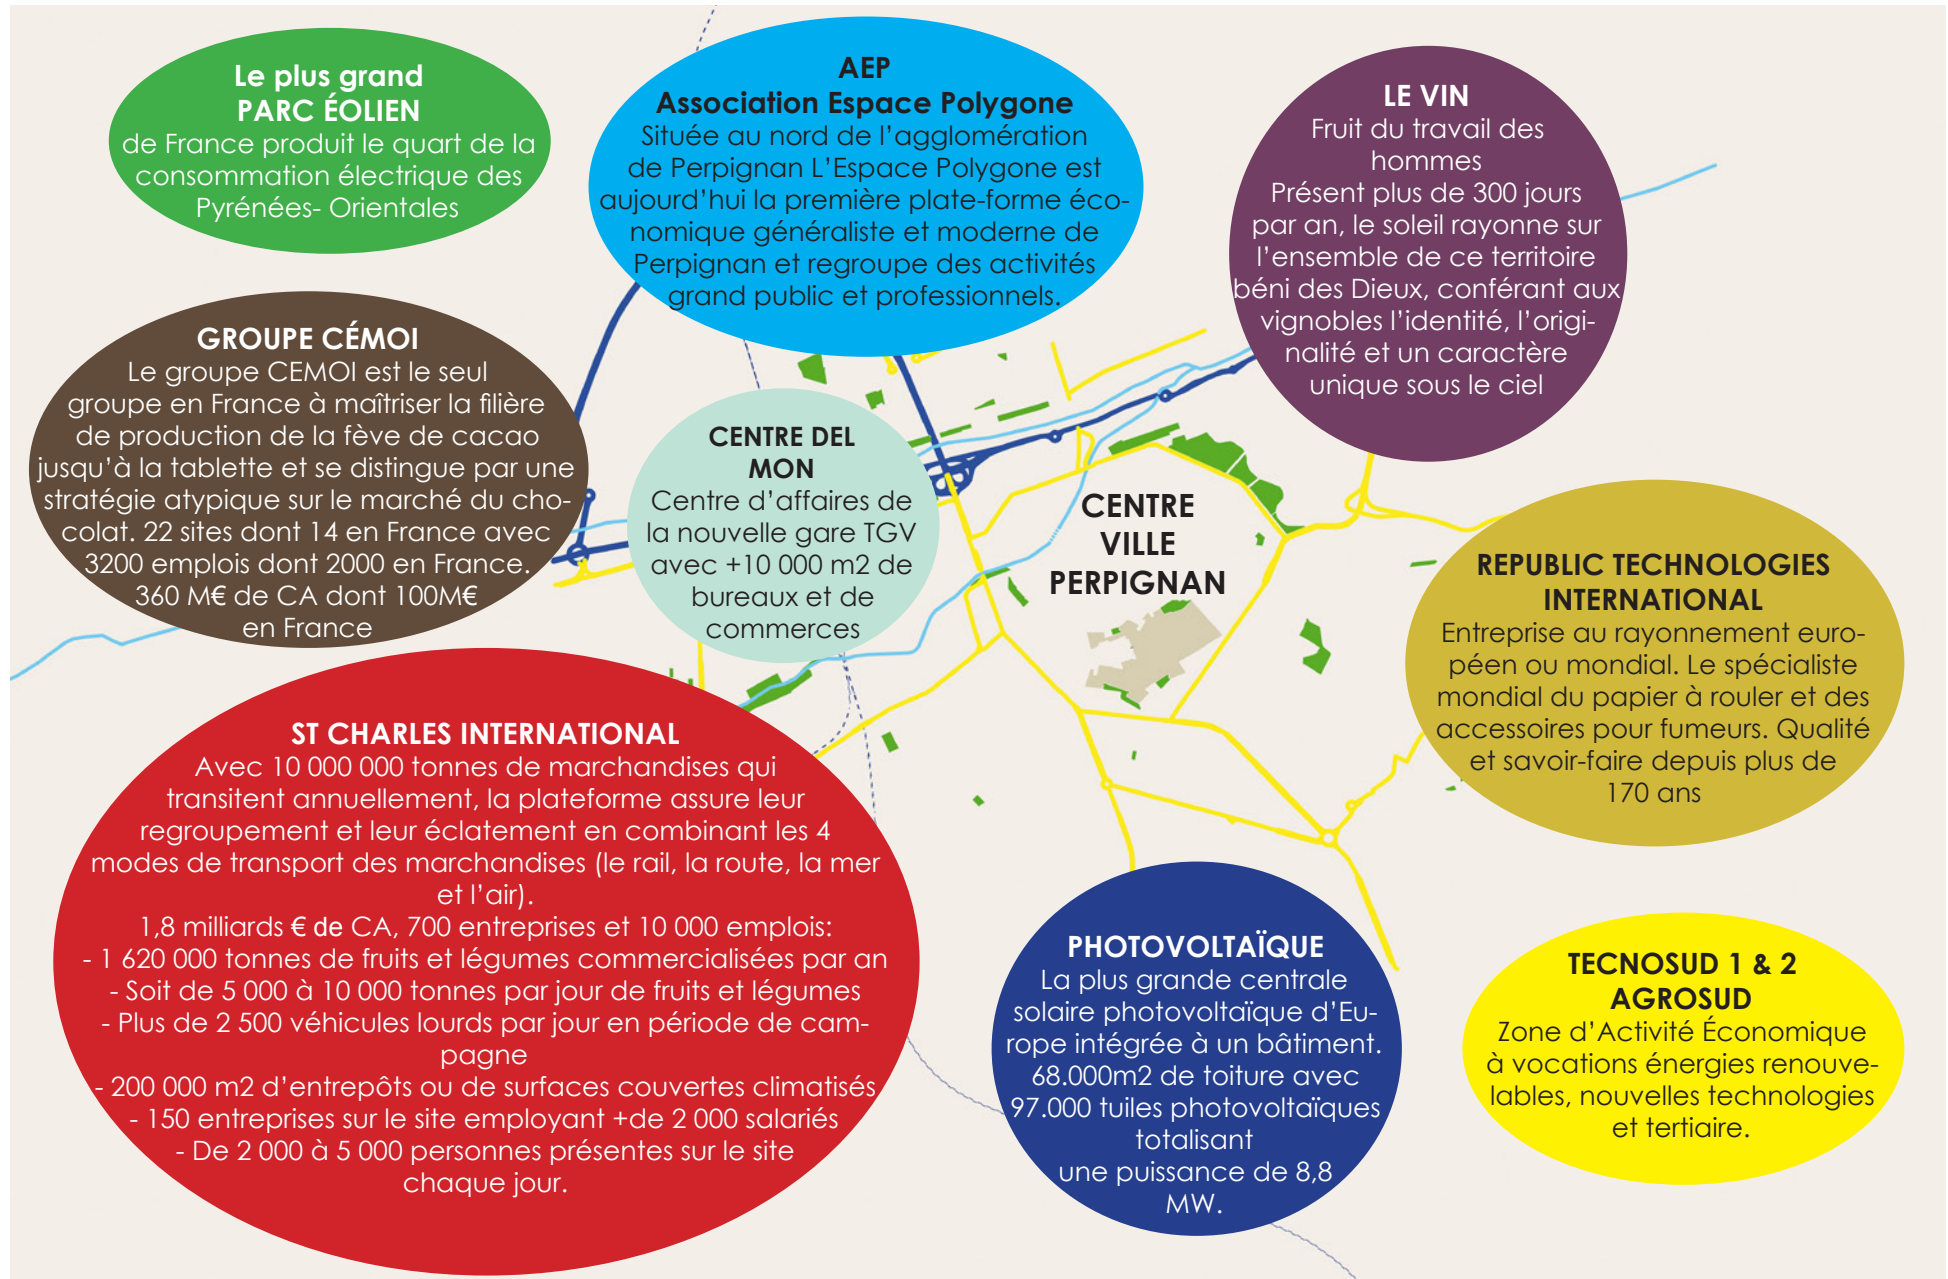 Le plus grand
PARC ÉOLIEN
de France produit le quart de la
consommation électrique des
Pyrénées- Orientales
AEP
Association Espace Polygone
Située au nord de l'agglomération
de Perpignan L'Espace Polygone est
aujourd'hui la première plate-forme éco-
nomique généraliste et moderne de
Perpignan et regroupe des activités
grand public et professionnels.
LE VIN
Fruit du travail des
hommes
Présent plus de 300 jours
par an, le soleil rayonne sur
l'ensemble de ce territoire
béni des Dieux, conférant aux
vignobles l'identité, l'origi-
nalité et un caractère
unique sous le ciel
GROUPE CÉMOI
Le groupe CEMOI est le seul
groupe en France à maîtriser la filière
de production de la fève de cacao
jusqu'à la tablette et se distingue par une
stratégie atypique sur le marché du cho-
colat. 22 sites dont 14 en France avec
3200 emplois dont 2000 en France.
360 M€ de CA dont 100M€
en France
CENTRE DEL
MON
Centre d'affaires de
la nouvelle gare TGV
avec +10 000 m2 de
bureaux et de
commerces
CENTRE
VILLE
PERPIGNAN
REPUBLIC TECHNOLOGIES
INTERNATIONAL
Entreprise au rayonnement euro-
péen ou mondial. Le spécialiste
mondial du papier à rouler et des
accessoires pour fumeurs. Qualité
et savoir-faire depuis plus de
170 ans
ST CHARLES INTERNATIONAL
Avec 10 000 000 tonnes de marchandises qui
transitent annuellement, la plateforme assure leur
regroupement et leur éclatement en combinant les 4
modes de transport des marchandises (le rail, la route, la mer
et l'air).
1,8 milliards € de CA, 700 entreprises et 10 000 emplois:
- 1 620 000 tonnes de fruits et légumes commercialisées par an
- Soit de 5 000 à 10 000 tonnes par jour de fruits et légumes
- Plus de 2 500 véhicules lourds par jour en période de cam-
pagne
- 200 000 m2 d'entrepôts ou de surfaces couvertes climatisés
- 150 entreprises sur le site employant +de 2 000 salariés
- De 2 000 à 5 000 personnes présentes sur le site
chaque jour.
PHOTOVOLTAÏQUE
La plus grande centrale
solaire photovoltaïque d'Eu-
rope intégrée à un bâtiment.
68.000m2 de toiture avec
97.000 tuiles photovoltaïques
totalisant
une puissance de 8,8
MW.
TECNOSUD 1 & 2
AGROSUD
Zone d'Activité Économique
à vocations énergies renouve-
lables, nouvelles technologies
et tertiaire.